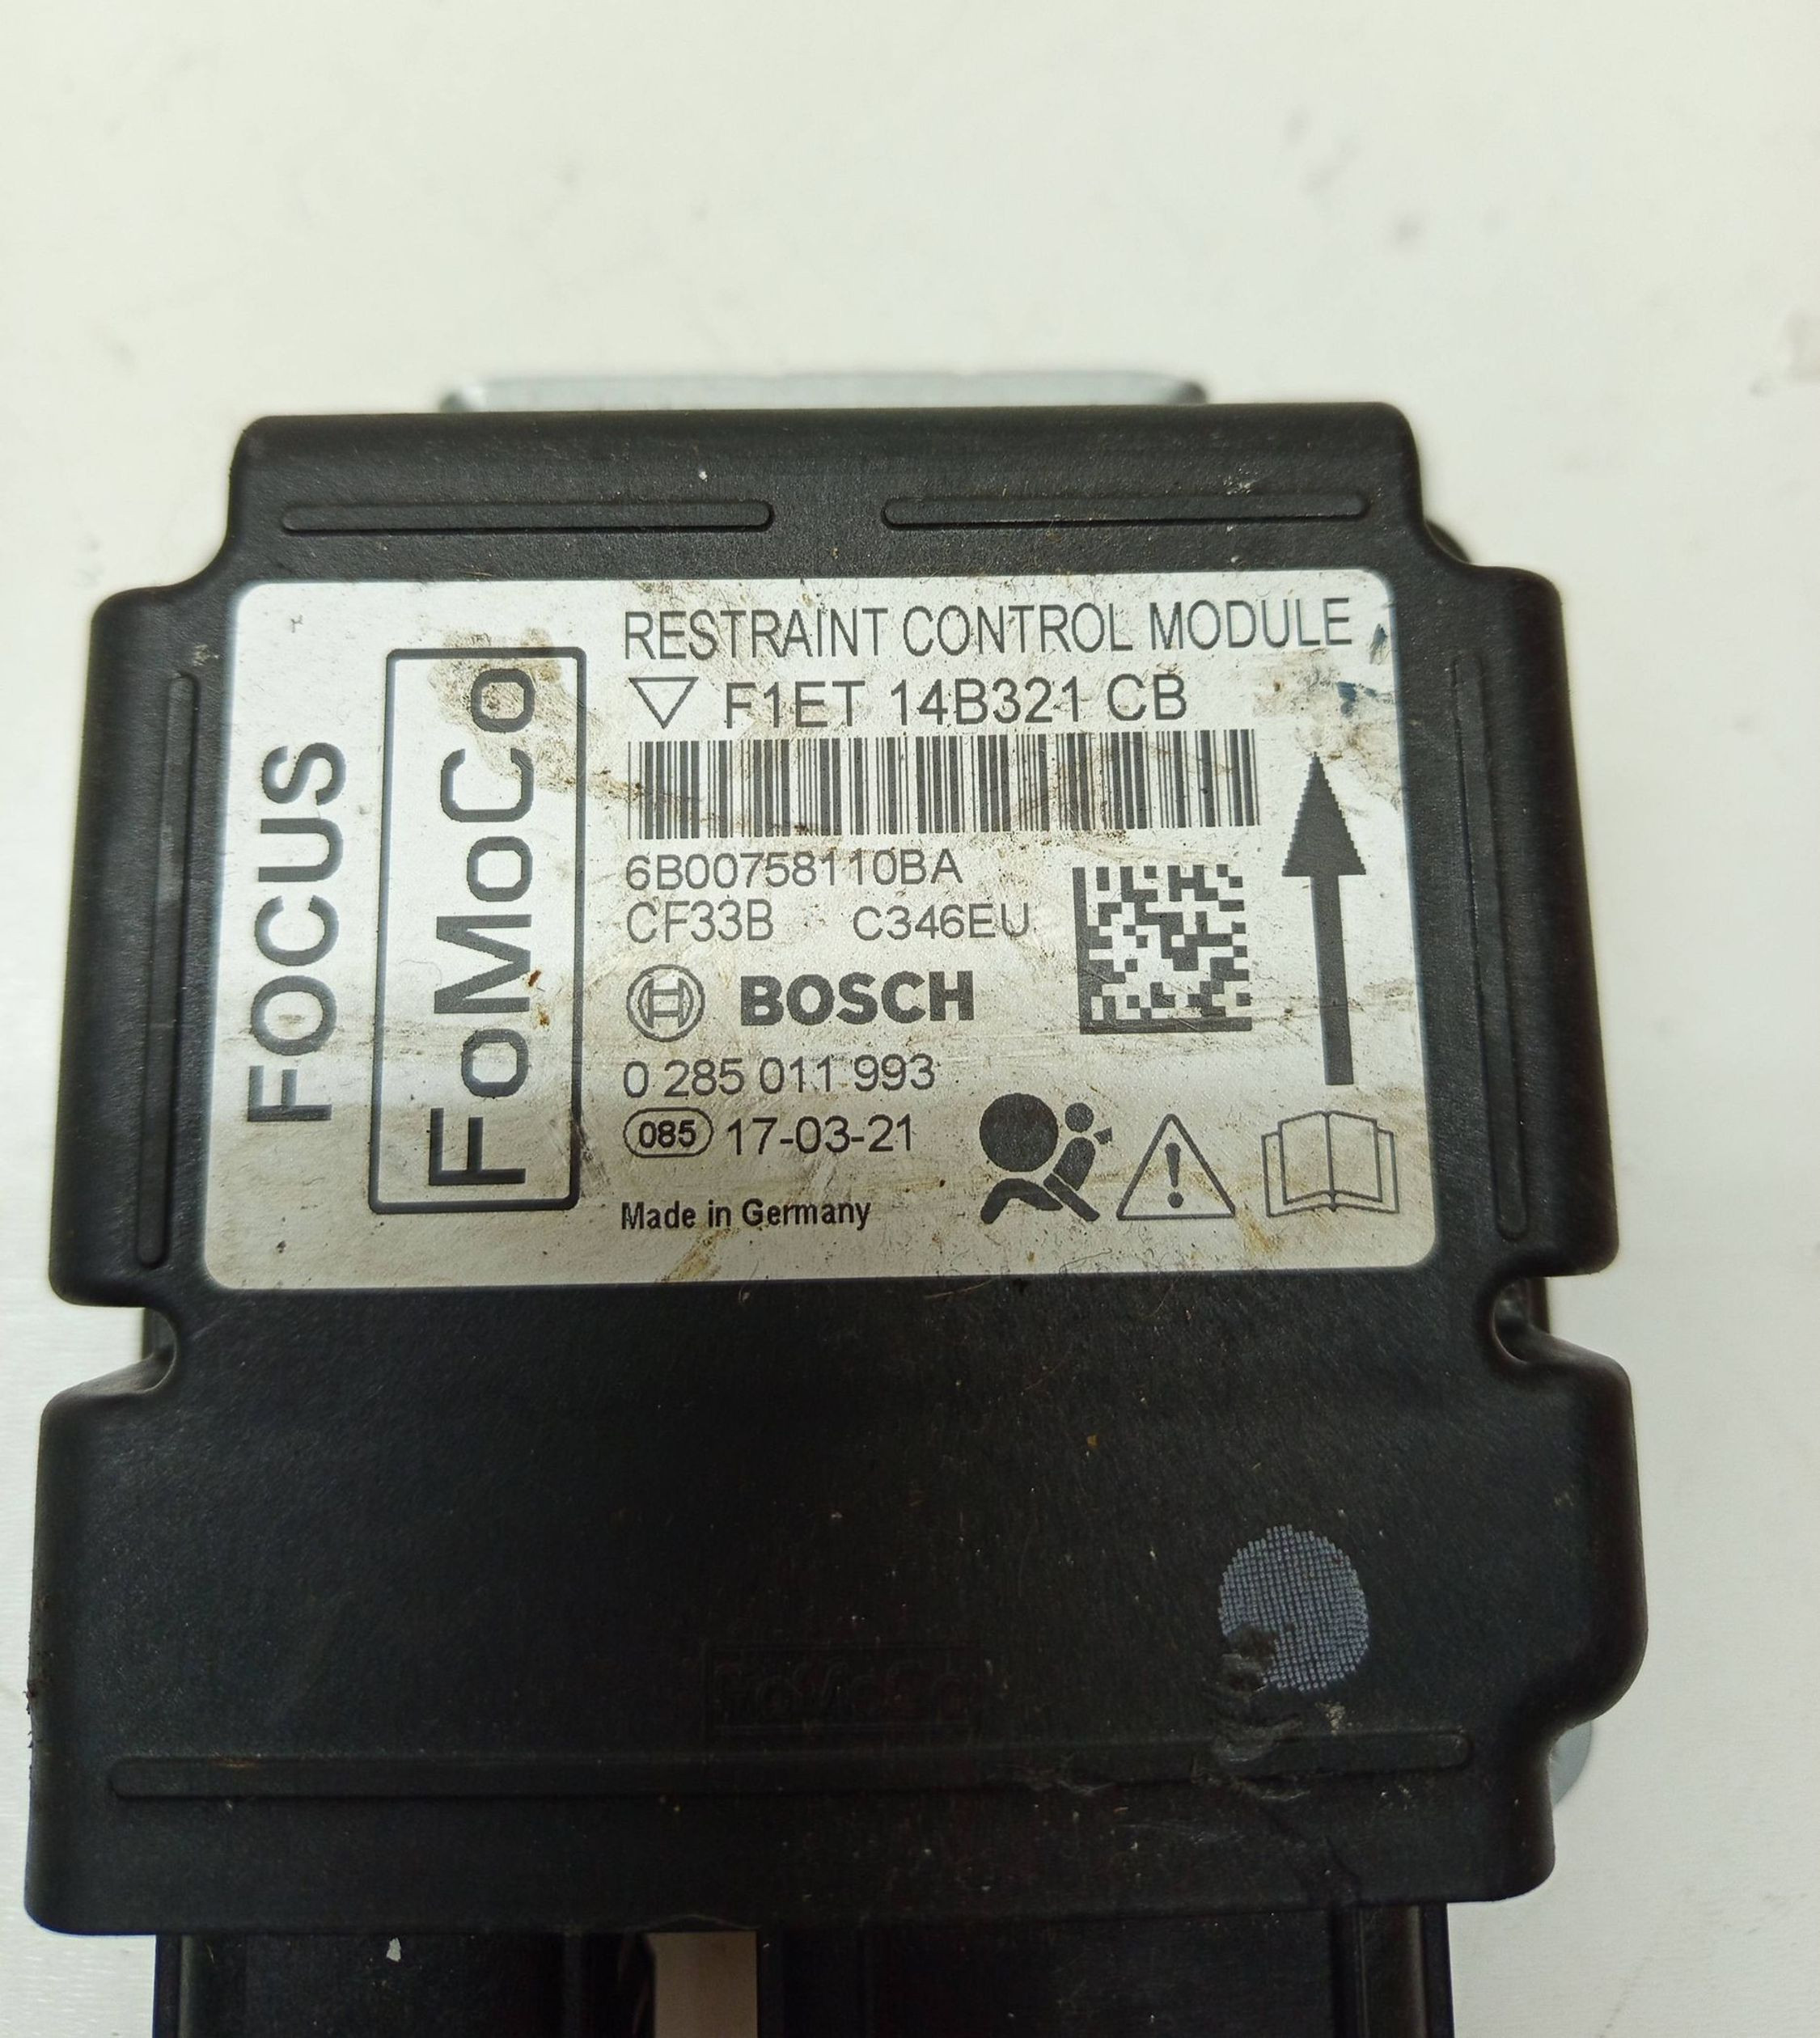 FOCUS
FoMoCo
RESTRAINT CONTROL MODULE
F1ET 14B321 CB
6B00758110BA
CF33B C346EU
BOSCH
0 285 011 993
085 17-03-21
Made in Germany
FoMoCo